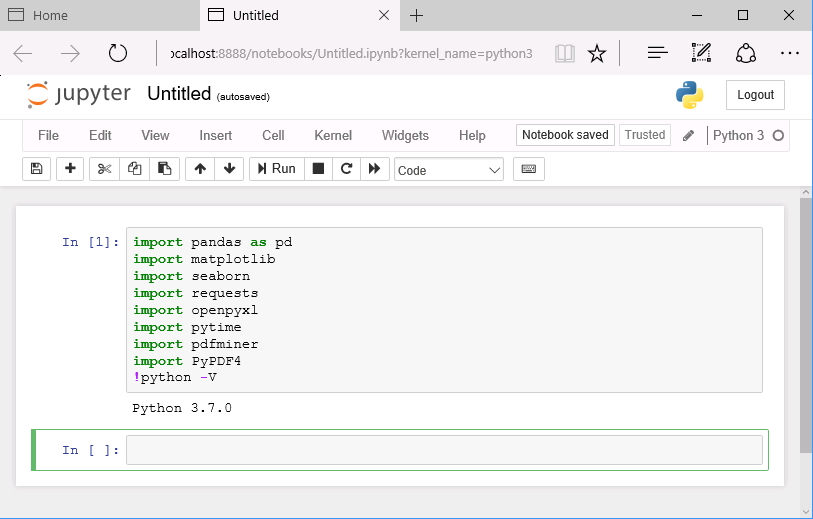 Home
Untitled
ocalhost:8888/notebooks/Untitled.ipynb?kernel_name=python3
jupyter Untitled (autosaved)
Logout
File Edit View Insert Cell Kernel Widgets Help Notebook saved Trusted Python 3
Run Code
In [1]: import pandas as pd
import matplotlib
import seaborn
import requests
import openpyxl
import pytime
import pdfminer
import PyPDF4
!python -V
Python 3.7.0
In [ ]: